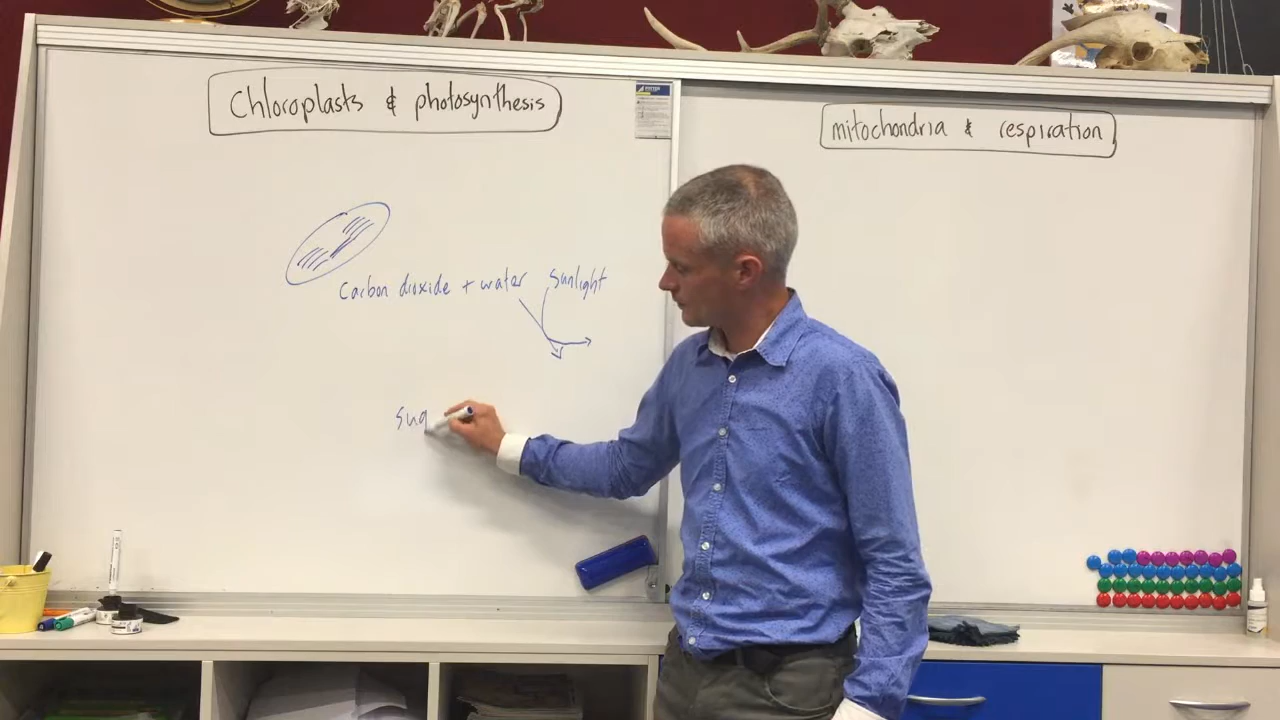 Chloroplasts & photosynthesis
mitochondria & respiration
Carbon dioxide + water sunlight
sug